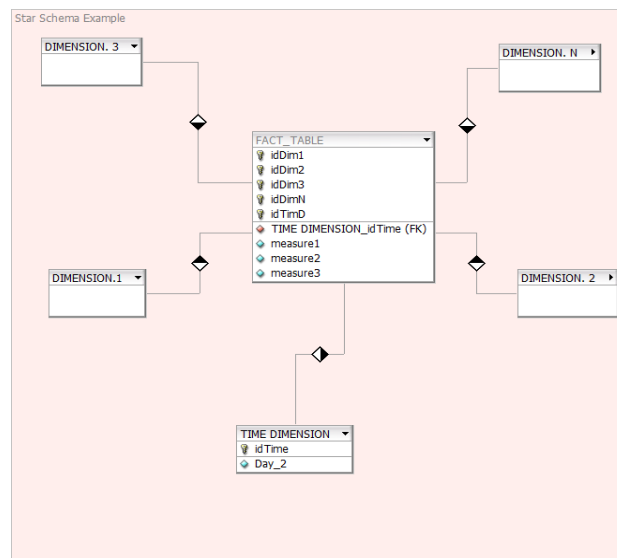 Star Schema Example
DIMENSION. 3
DIMENSION. N
FACT_TABLE
idDim1
idDim2
idDim3
idDimN
idTimD
TIME DIMENSION_idTime (FK)
measure1
measure2
measure3
DIMENSION.1
DIMENSION. 2
TIME DIMENSION
idTime
Day_2